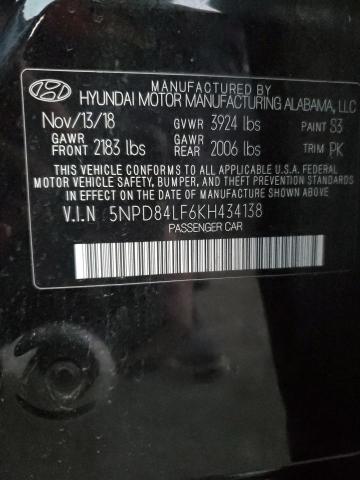 MANUFACTURED BY
HYUNDAI MOTOR MANUFACTURING ALABAMA, LLC
Nov/13/18 GVWR 3924 lbs PAINT S3
GAWR FRONT 2183 lbs GAWR REAR 2006 lbs TRIM PK
THIS VEHICLE CONFORMS TO ALL APPLICABLE U.S.A. FEDERAL
MOTOR VEHICLE SAFETY, BUMPER, AND THEFT PREVENTION STANDARDS
IN EFFECT ON THE DATE OF MANUFACTURE SHOWN ABOVE
V.I.N 5NPD84LF6KH434138
PASSENGER CAR